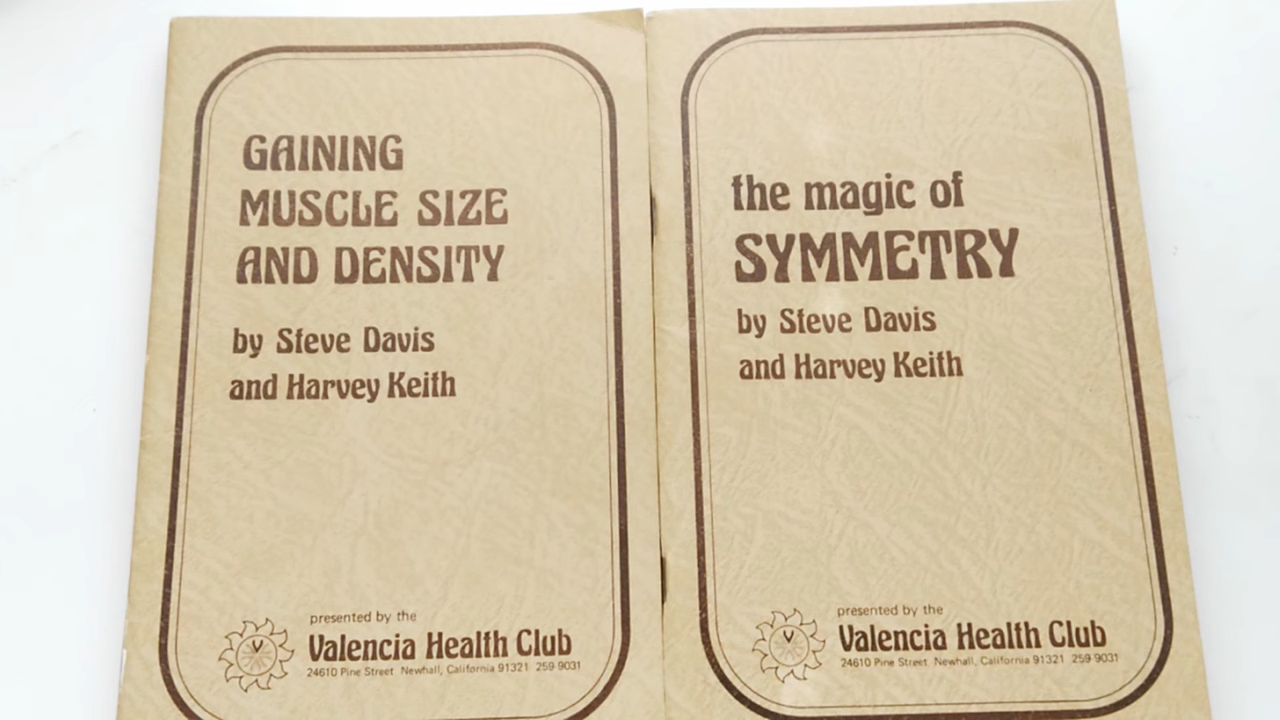 GAINING
MUSCLE SIZE
AND DENSITY
by Steve Davis
and Harvey Keith
presented by the
V
Valencia Health Club
24610 Pine Street Newhall, California 91321 259-9031
the magic of
SYMMETRY
by Steve Davis
and Harvey Keith
presented by the
V
Valencia Health Club
24610 Pine Street Newhall, California 91321 259-9031